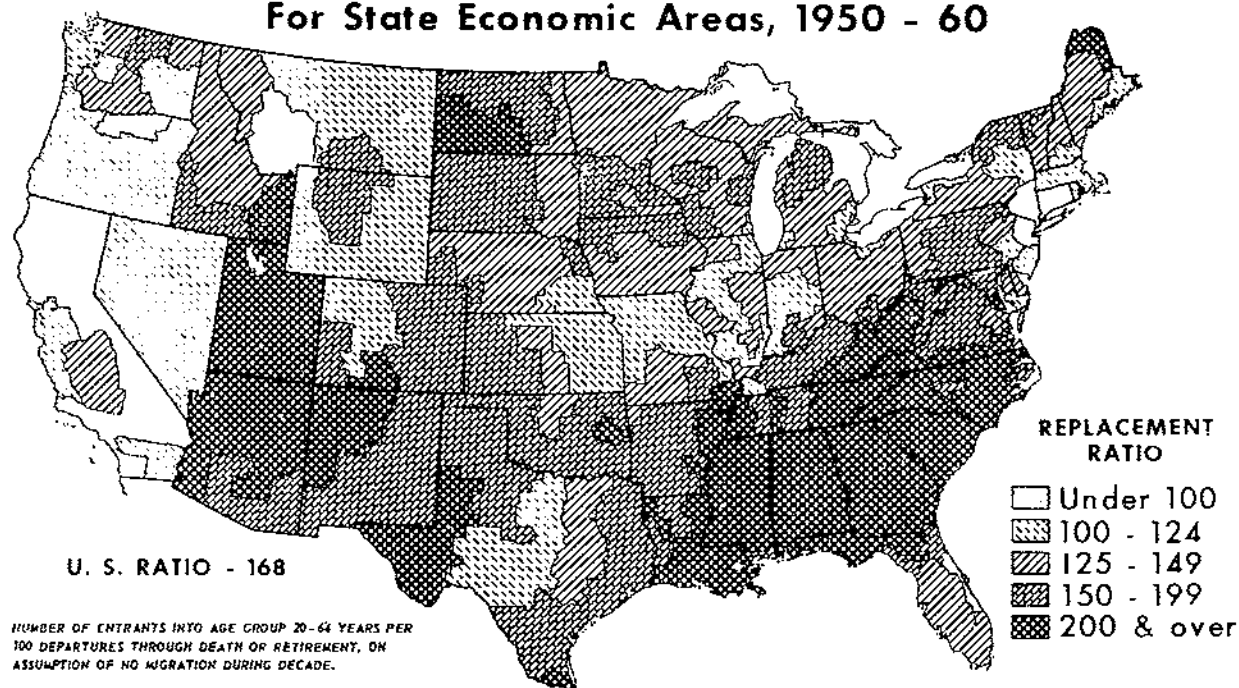 For State Economic Areas, 1950 - 60
REPLACEMENT
RATIO
Under 100
100 - 124
125 - 149
150 - 199
200 & over
U. S. RATIO - 168
NUMBER OF ENTRANTS INTO AGE GROUP 20-64 YEARS PER
100 DEPARTURES THROUGH DEATH OR RETIREMENT, ON
ASSUMPTION OF NO MIGRATION DURING DECADE.